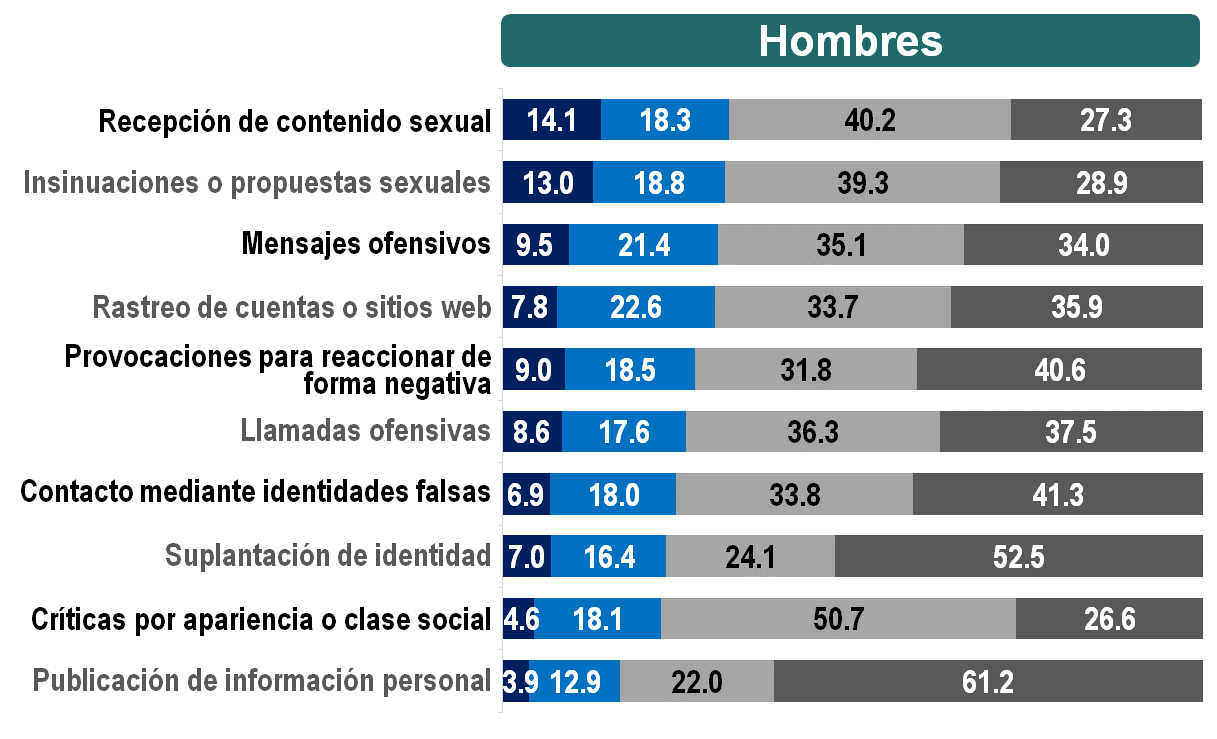 Hombres
Recepción de contenido sexual 14.1 18.3 40.2 27.3
Insinuaciones o propuestas sexuales 13.0 18.8 39.3 28.9
Mensajes ofensivos 9.5 21.4 35.1 34.0
Rastreo de cuentas o sitios web 7.8 22.6 33.7 35.9
Provocaciones para reaccionar de
forma negativa 9.0 18.5 31.8 40.6
Llamadas ofensivas 8.6 17.6 36.3 37.5
Contacto mediante identidades falsas 6.9 18.0 33.8 41.3
Suplantación de identidad 7.0 16.4 24.1 52.5
Críticas por apariencia o clase social 4.6 18.1 50.7 26.6
Publicación de información personal 3.9 12.9 22.0 61.2